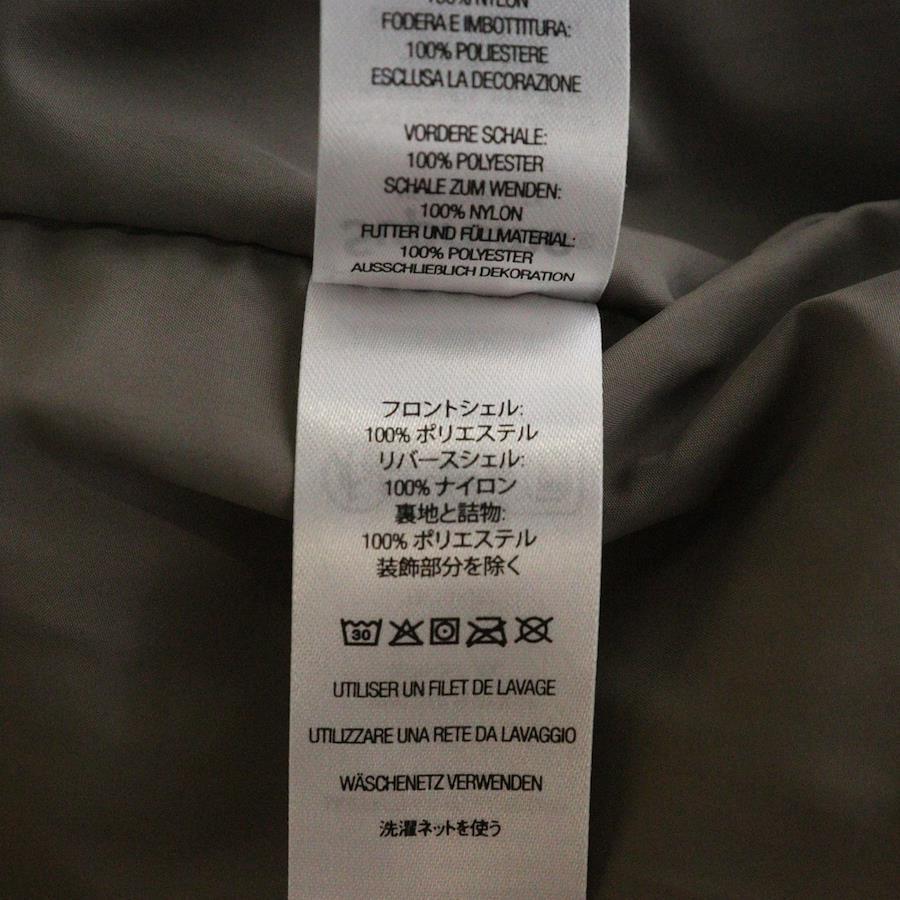 100% NYLON
FODERA E IMBOTTITURA:
100% POLIESTERE
ESCLUSA LA DECORAZIONE
VORDERE SCHALE:
100% POLYESTER
SCHALE ZUM WENDEN:
100% NYLON
FUTTER UND FÜLLMATERIAL:
100% POLYESTER
AUSSCHLIEßLICH DEKORATION
フロントシェル:
100% ポリエステル
リバースシェル:
100% ナイロン
裏地と詰物:
100% ポリエステル
装飾部分を除く
30
UTILISER UN FILET DE LAVAGE
UTILIZZARE UNA RETE DA LAVAGGIO
WÄSCHENETZ VERWENDEN
洗濯ネットを使う